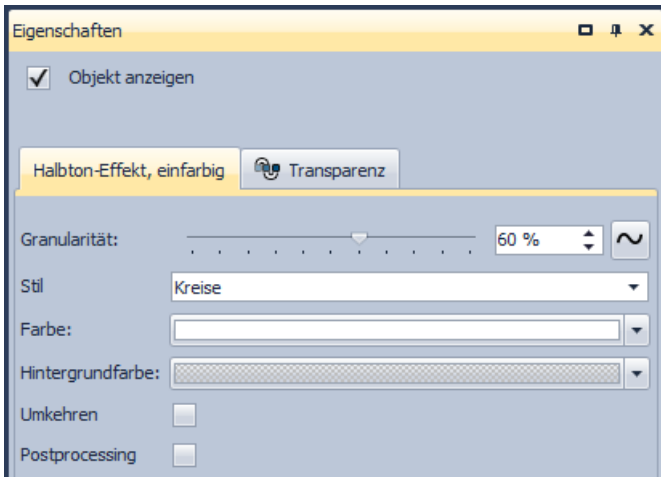 Eigenschaften
Objekt anzeigen
Halbton-Effekt, einfarbig Transparenz
Granularität: 60 %
Stil Kreise
Farbe:
Hintergrundfarbe:
Umkehren
Postprocessing